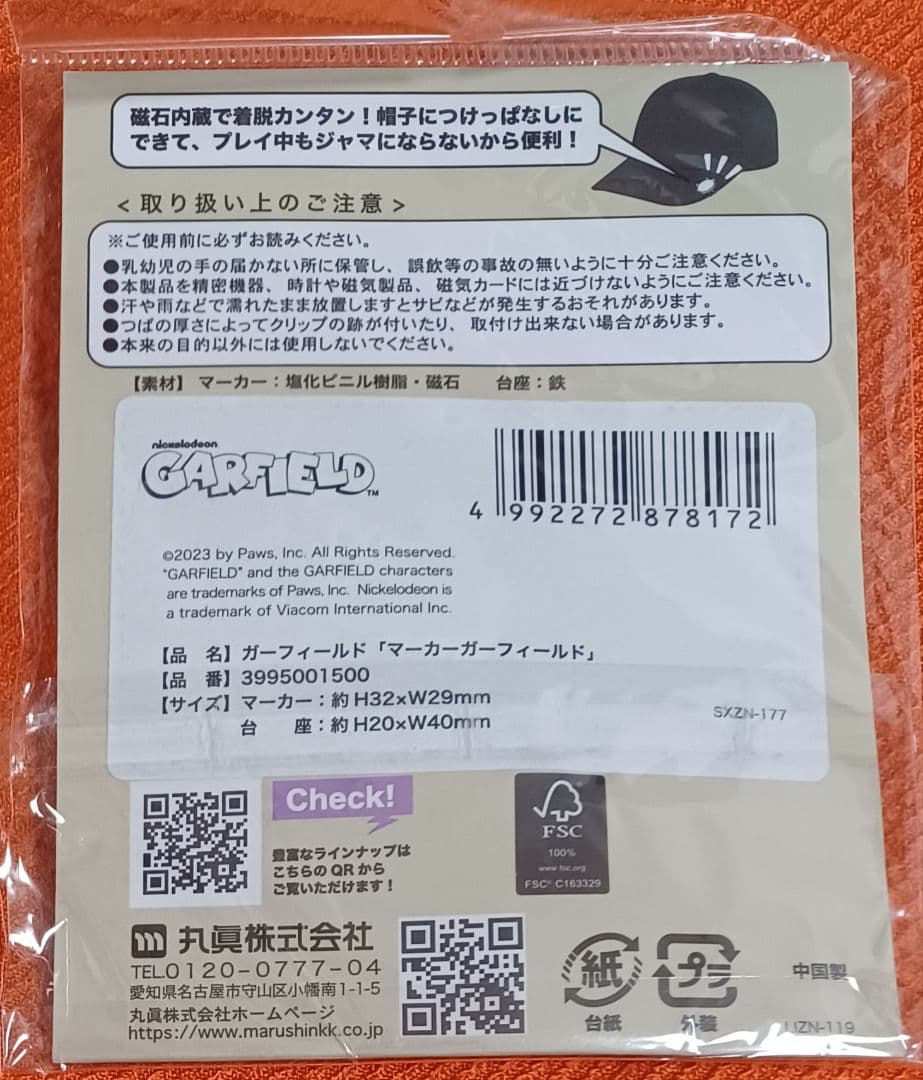 磁石内蔵で着脱カンタン！帽子につけっぱなしに
できて、プレイ中もジャマにならないから便利！
<取り扱い上のご注意>
※ご使用前に必ずお読みください。
●乳幼児の手の届かない所に保管し、誤飲等の事故の無いように十分ご注意ください。
●本製品を精密機器、時計や磁気製品、磁気カードには近づけないようにご注意ください。
●汗や雨などで濡れたまま放置しますとサビなどが発生するおそれがあります。
●つばの厚さによってクリップの跡が付いたり、取付け出来ない場合があります。
●本来の目的以外には使用しないでください。
【素材】マーカー：塩化ビニル樹脂・磁石　台座：鉄
nickelodeon
GARFIELD™
4 992272 878172
©2023 by Paws, Inc. All Rights Reserved.
"GARFIELD" and the GARFIELD characters
are trademarks of Paws, Inc. Nickelodeon is
a trademark of Viacom International Inc.
【品　名】ガーフィールド「マーカーガーフィールド」
【品　番】3995001500
【サイズ】マーカー：約H32×W29mm
台　座：約H20×W40mm
SXZN-177
Check!
豊富なラインナップは
こちらのQRから
ご覧いただけます！
FSC
100%
www.fsc.org
FSC® C163329
丸眞株式会社
TEL0120-0777-04
愛知県名古屋市守山区小幡南1-1-5
丸眞株式会社ホームページ
https://www.marushinkk.co.jp
紙
台紙
プラ
外装
中国製
UZN-119